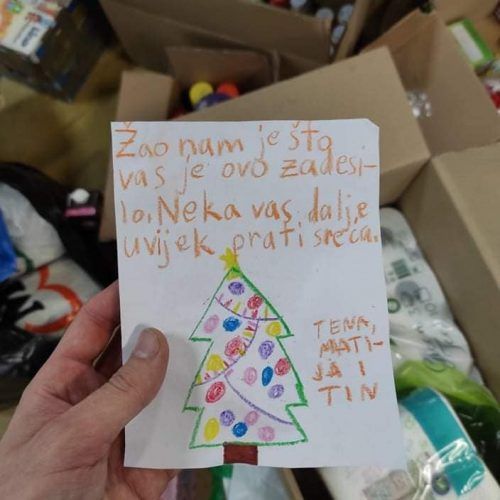 Žao nam je što
vas je ovo zadesi-
lo. Neka vas dalje
uvijek prati sreća.
TENA,
MATI-
JA I
TIN